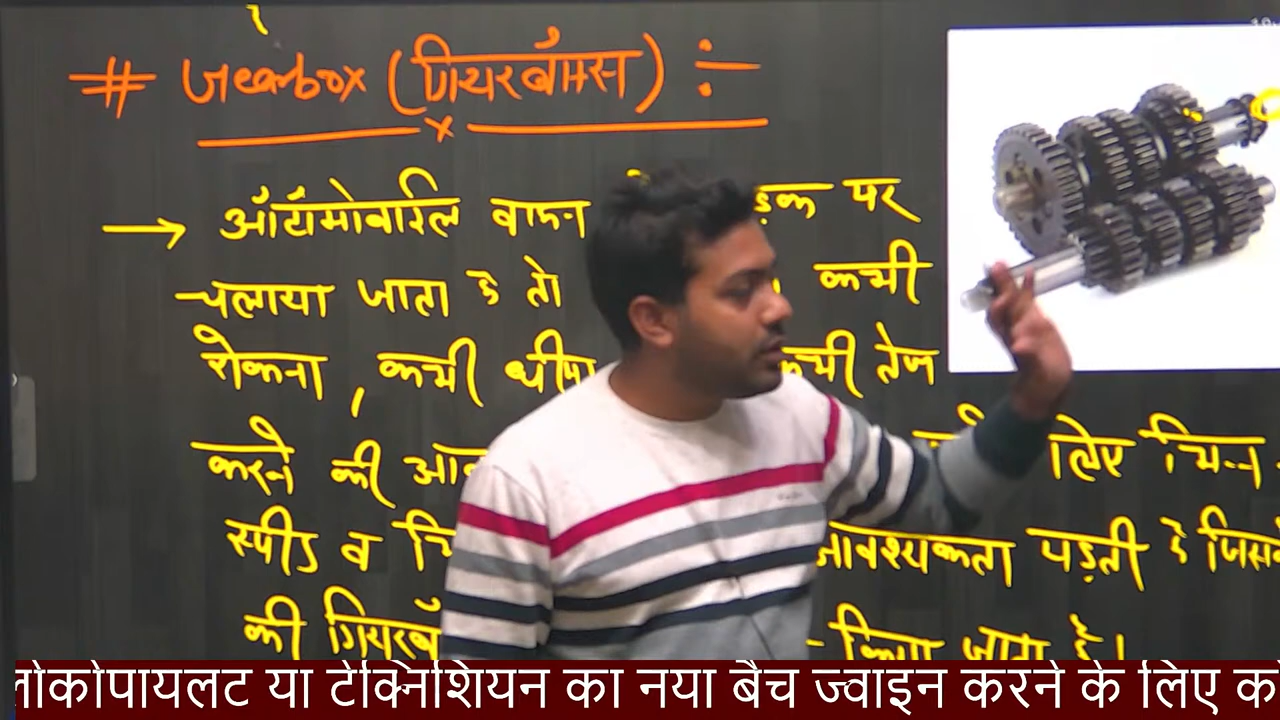 # Gearbox (गियरबॉक्स) :-
→ ऑटोमोबाइल वाहन पर
चलाया जाता है तो कभी
रोकना, कभी धीमा कभी तेज
करने की लिए भिन्न
स्पीड व आवश्यकता पड़ती है जिस
की गियरबॉ - किया जाता है।
लोकोपायलट या टेक्निशियन का नया बैच ज्वाइन करने के लिए क